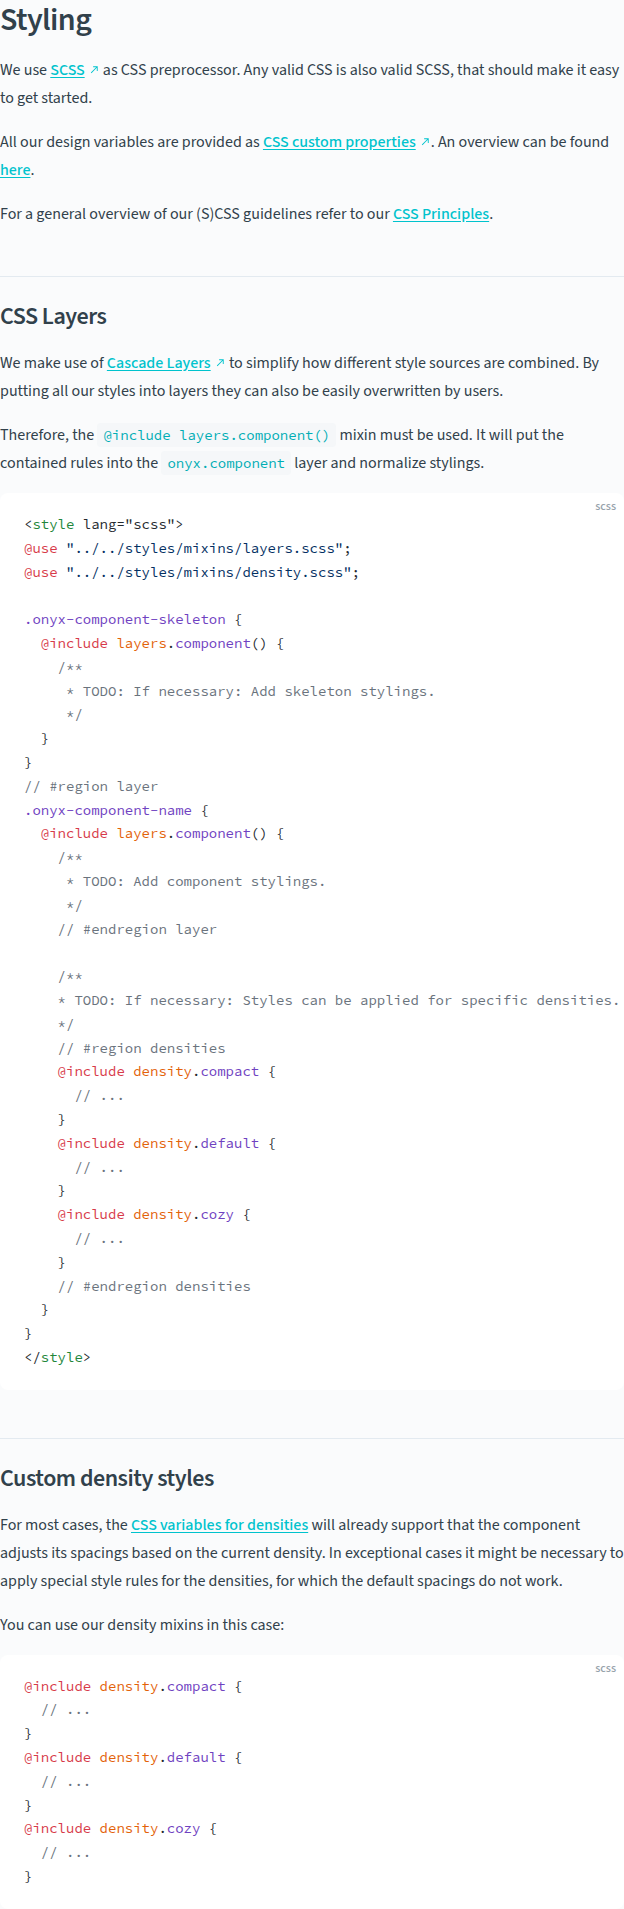 Styling
We use SCSS ↗ as CSS preprocessor. Any valid CSS is also valid SCSS, that should make it easy
to get started.
All our design variables are provided as CSS custom properties ↗. An overview can be found
here.
For a general overview of our (S)CSS guidelines refer to our CSS Principles.
CSS Layers
We make use of Cascade Layers ↗ to simplify how different style sources are combined. By
putting all our styles into layers they can also be easily overwritten by users.
Therefore, the @include layers.component() mixin must be used. It will put the
contained rules into the onyx.component layer and normalize stylings.
scss
<style lang="scss">
@use "../../styles/mixins/layers.scss";
@use "../../styles/mixins/density.scss";
.onyx-component-skeleton {
  @include layers.component() {
    /**
     * TODO: If necessary: Add skeleton stylings.
     */
  }
}
// #region layer
.onyx-component-name {
  @include layers.component() {
    /**
     * TODO: Add component stylings.
     */
    // #endregion layer
    /**
    * TODO: If necessary: Styles can be applied for specific densities.
    */
    // #region densities
    @include density.compact {
      // ...
    }
    @include density.default {
      // ...
    }
    @include density.cozy {
      // ...
    }
    // #endregion densities
  }
}
</style>
Custom density styles
For most cases, the CSS variables for densities will already support that the component
adjusts its spacings based on the current density. In exceptional cases it might be necessary to
apply special style rules for the densities, for which the default spacings do not work.
You can use our density mixins in this case:
scss
@include density.compact {
  // ...
}
@include density.default {
  // ...
}
@include density.cozy {
  // ...
}